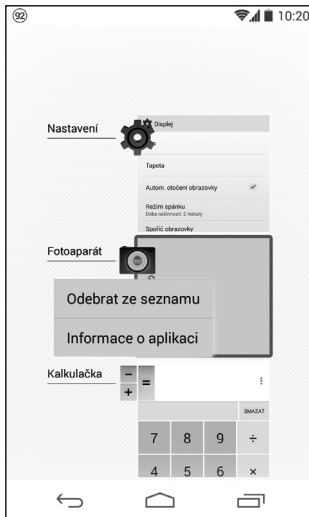 92
10:20
Nastavení
Displej
Tapeta
Autom. otočení obrazovky
Režim spánku
Doba nečinnosti: 2 minuty
Spořič obrazovky
Fotoaparát
Odebrat ze seznamu
Informace o aplikaci
Kalkulačka
− =
+
SMAZAT
7 8 9 ÷
4 5 6 ×